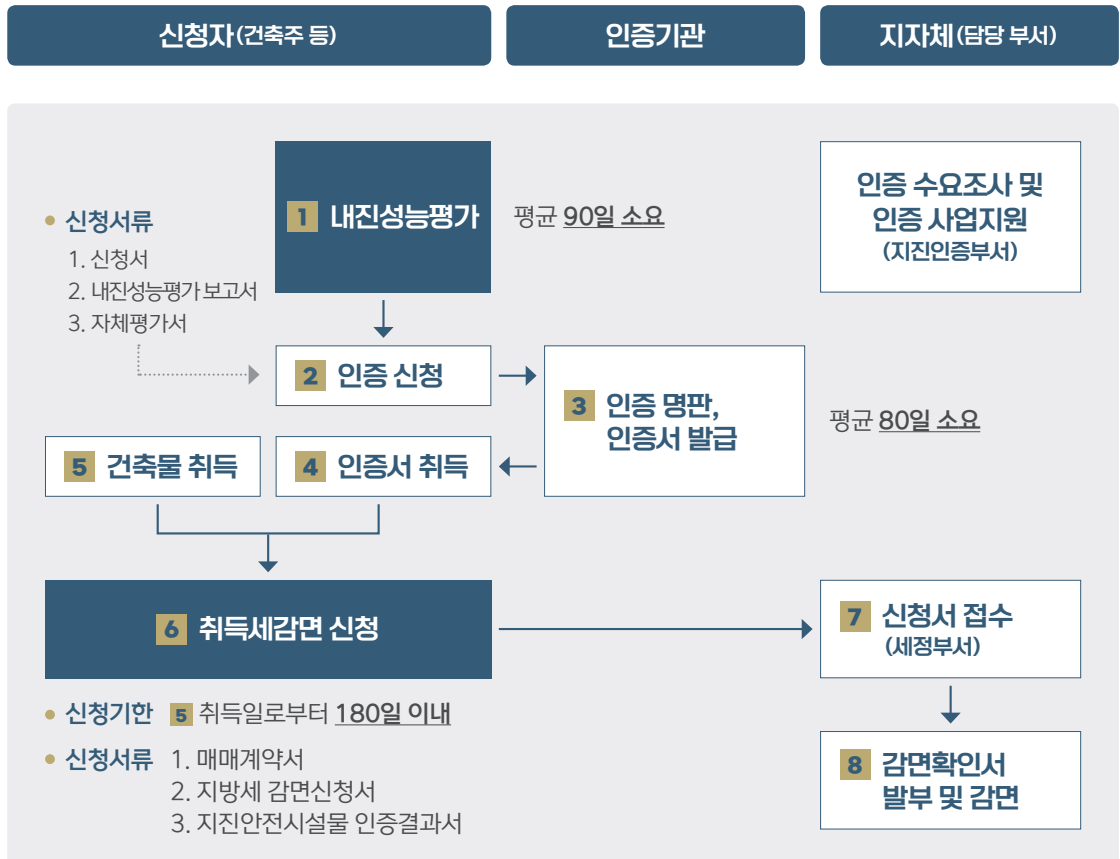 신청자(건축주 등)
인증기관
지자체(담당 부서)
1 내진성능평가
평균 90일 소요
인증 수요조사 및
인증 사업지원
(지진인증부서)
• 신청서류
1. 신청서
2. 내진성능평가 보고서
3. 자체평가서
2 인증 신청
3 인증 명판,
인증서 발급
평균 80일 소요
5 건축물 취득
4 인증서 취득
6 취득세감면 신청
7 신청서 접수
(세정부서)
• 신청기한 5 취득일로부터 180일 이내
• 신청서류 1. 매매계약서
2. 지방세 감면신청서
3. 지진안전시설물 인증결과서
8 감면확인서
발부 및 감면